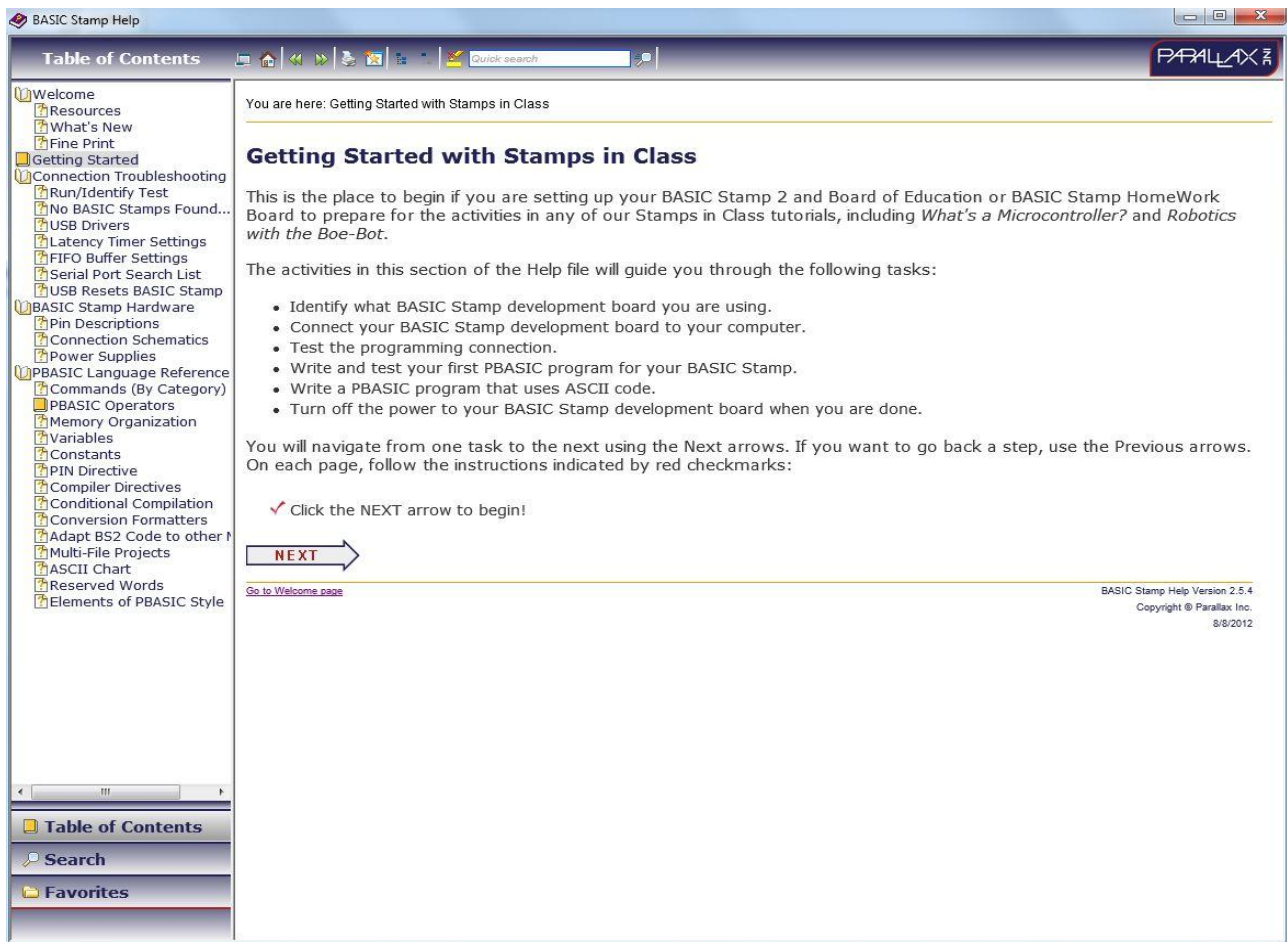 BASIC Stamp Help
Table of Contents
Quick search
PARALLAX INC
Welcome
Resources
What's New
Fine Print
Getting Started
Connection Troubleshooting
Run/Identify Test
No BASIC Stamps Found...
USB Drivers
Latency Timer Settings
FIFO Buffer Settings
Serial Port Search List
USB Resets BASIC Stamp
BASIC Stamp Hardware
Pin Descriptions
Connection Schematics
Power Supplies
PBASIC Language Reference
Commands (By Category)
PBASIC Operators
Memory Organization
Variables
Constants
PIN Directive
Compiler Directives
Conditional Compilation
Conversion Formatters
Adapt BS2 Code to other
Multi-File Projects
ASCII Chart
Reserved Words
Elements of PBASIC Style
Table of Contents
Search
Favorites
You are here: Getting Started with Stamps in Class
Getting Started with Stamps in Class
This is the place to begin if you are setting up your BASIC Stamp 2 and Board of Education or BASIC Stamp HomeWork
Board to prepare for the activities in any of our Stamps in Class tutorials, including What's a Microcontroller? and Robotics
with the Boe-Bot.
The activities in this section of the Help file will guide you through the following tasks:
• Identify what BASIC Stamp development board you are using.
• Connect your BASIC Stamp development board to your computer.
• Test the programming connection.
• Write and test your first PBASIC program for your BASIC Stamp.
• Write a PBASIC program that uses ASCII code.
• Turn off the power to your BASIC Stamp development board when you are done.
You will navigate from one task to the next using the Next arrows. If you want to go back a step, use the Previous arrows.
On each page, follow the instructions indicated by red checkmarks:
Click the NEXT arrow to begin!
NEXT
Go to Welcome page
BASIC Stamp Help Version 2.5.4
Copyright © Parallax Inc.
8/8/2012